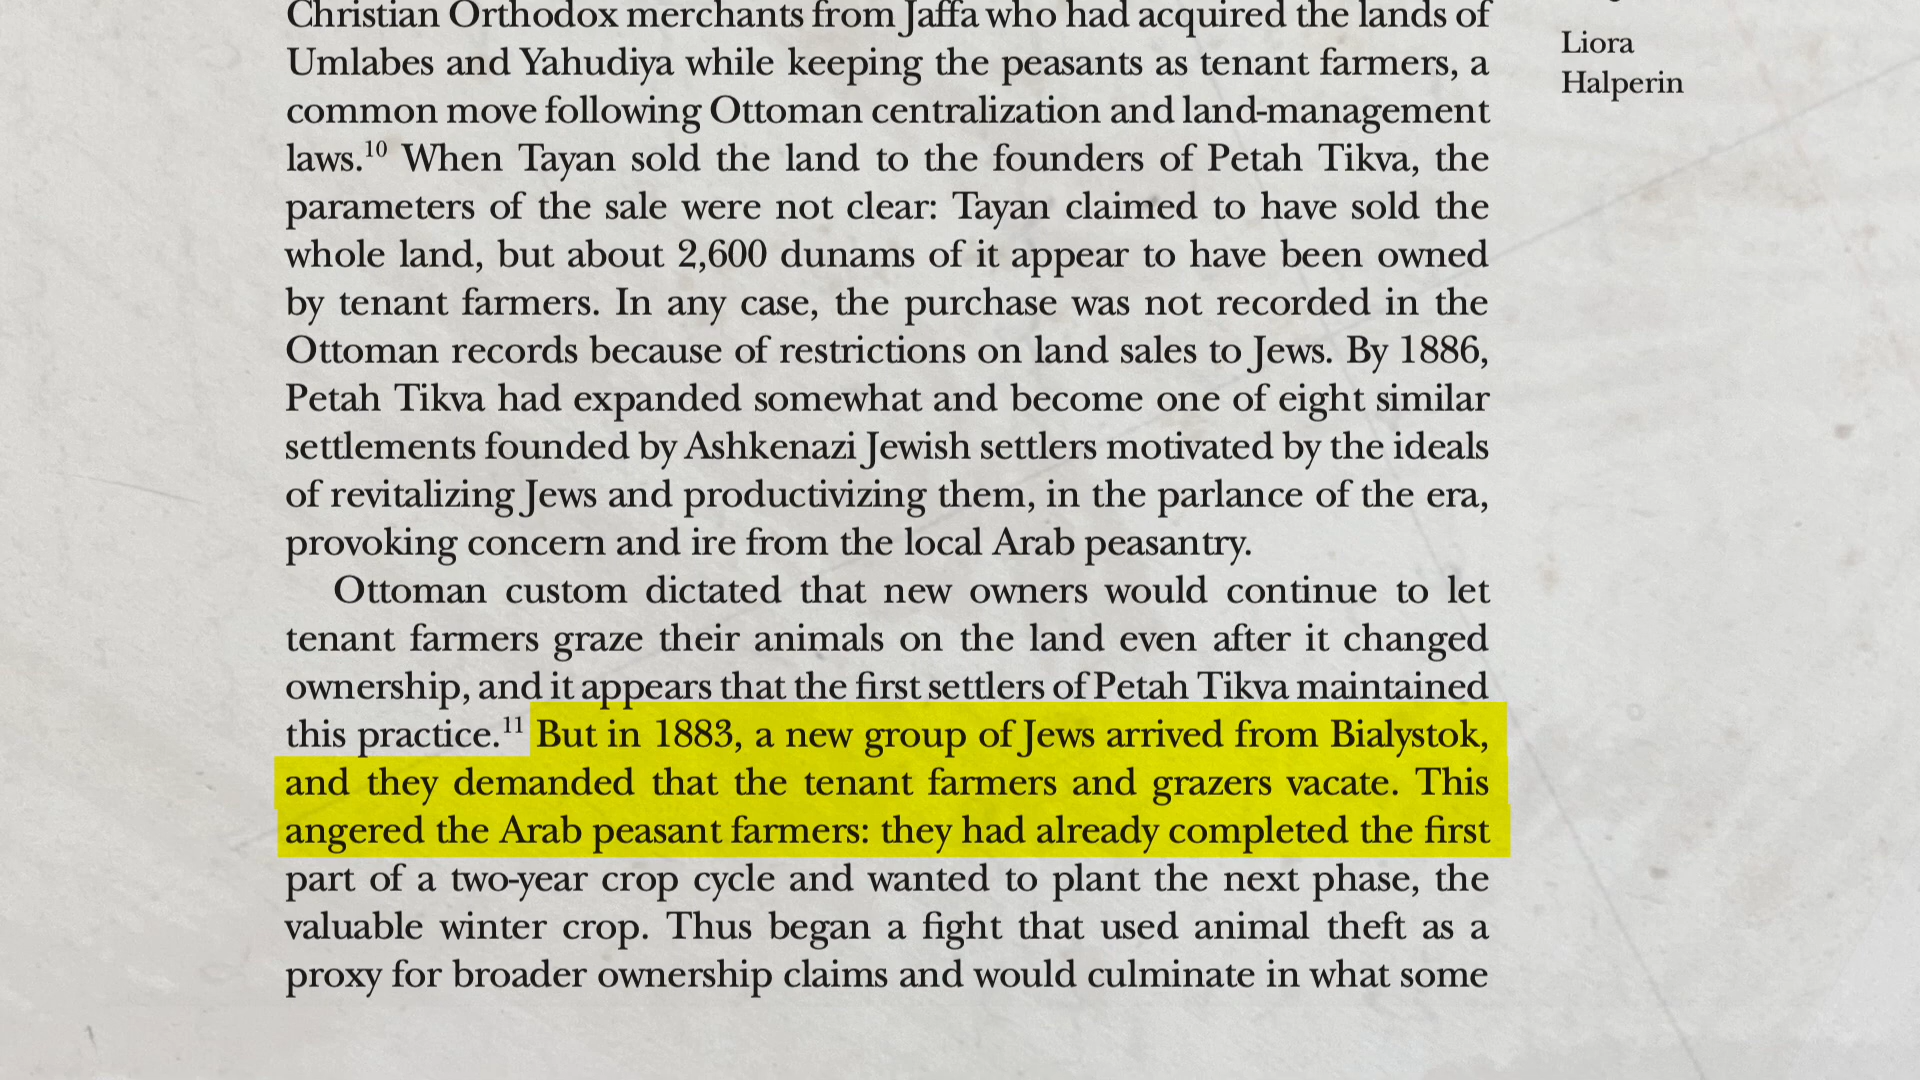 Christian Orthodox merchants from Jaffa who had acquired the lands of
Umlabes and Yahudiya while keeping the peasants as tenant farmers, a
common move following Ottoman centralization and land-management
laws.10 When Tayan sold the land to the founders of Petah Tikva, the
parameters of the sale were not clear: Tayan claimed to have sold the
whole land, but about 2,600 dunams of it appear to have been owned
by tenant farmers. In any case, the purchase was not recorded in the
Ottoman records because of restrictions on land sales to Jews. By 1886,
Petah Tikva had expanded somewhat and become one of eight similar
settlements founded by Ashkenazi Jewish settlers motivated by the ideals
of revitalizing Jews and productivizing them, in the parlance of the era,
provoking concern and ire from the local Arab peasantry.
Ottoman custom dictated that new owners would continue to let
tenant farmers graze their animals on the land even after it changed
ownership, and it appears that the first settlers of Petah Tikva maintained
this practice.11 But in 1883, a new group of Jews arrived from Bialystok,
and they demanded that the tenant farmers and grazers vacate. This
angered the Arab peasant farmers: they had already completed the first
part of a two-year crop cycle and wanted to plant the next phase, the
valuable winter crop. Thus began a fight that used animal theft as a
proxy for broader ownership claims and would culminate in what some
Liora
Halperin